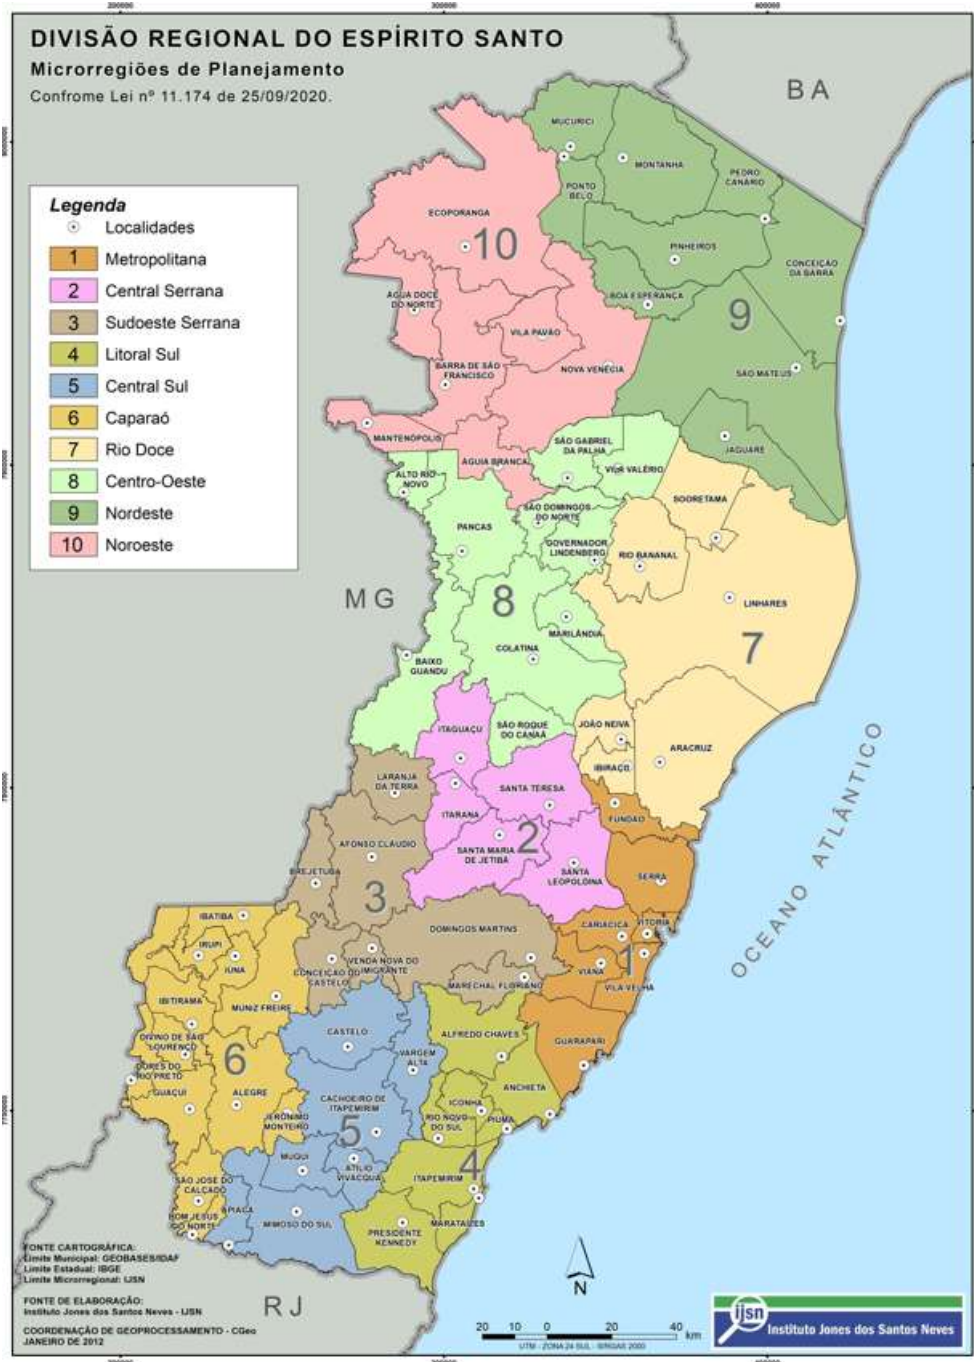 200000 300000 400000
DIVISÃO REGIONAL DO ESPÍRITO SANTO
Microrregiões de Planejamento
Confrome Lei nº 11.174 de 25/09/2020.
BA
Legenda
Localidades
1 Metropolitana
2 Central Serrana
3 Sudoeste Serrana
4 Litoral Sul
5 Central Sul
6 Caparaó
7 Rio Doce
8 Centro-Oeste
9 Nordeste
10 Noroeste
MUCURICI
MONTANHA
PEDRO
CANÁRIO
PONTO
BELO
ECOPORANGA
10
PINHEIROS
CONCEIÇÃO
DA BARRA
ÁGUA DOCE
DO NORTE
BOA ESPERANÇA
9
VILA PAVÃO
BARRA DE SÃO
FRANCISCO
NOVA VENÉCIA
SÃO MATEUS
MANTENÓPOLIS
SÃO GABRIEL
DA PALHA
JAGUARÉ
ÁGUIA BRANCA
VILA VALÉRIO
ALTO RIO
NOVO
SOORETAMA
SÃO DOMINGOS
DO NORTE
PANCAS
GOVERNADOR
LINDENBERG
RIO BANANAL
MG
8
LINHARES
MARILÂNDIA
7
COLATINA
BAIXO
GUANDU
ITAGUAÇU
SÃO ROQUE
DO CANAÃ
JOÃO NEIVA
ARACRUZ
IBIRAÇU
OCEANO ATLÂNTICO
LARANJA
DA TERRA
SANTA TERESA
ITARANA
FUNDÃO
AFONSO CLÁUDIO
SANTA MARIA
DE JETIBÁ
2
BREJETUBA
SANTA
LEOPOLDINA
SERRA
3
IBATIBA
DOMINGOS MARTINS
CARIACICA
VITÓRIA
IRUPI
IÚNA
VENDA NOVA DO
IMIGRANTE
CONCEIÇÃO DO
CASTELO
VIANA
1
MARECHAL FLORIANO
VILA VELHA
IBITIRAMA
MUNIZ FREIRE
CASTELO
ALFREDO CHAVES
GUARAPARI
DIVINO DE SÃO
LOURENÇO
6
VARGEM
ALTA
DORES DO
RIO PRETO
GUAÇUÍ
ALEGRE
ANCHIETA
CACHOEIRO DE
ITAPEMIRIM
ICONHA
JERÔNIMO
MONTEIRO
RIO NOVO
DO SUL
PIÚMA
5
MUQUI
ATILIO
VIVACQUA
4
ITAPEMIRIM
SÃO JOSÉ DO
CALÇADO
APIACÁ
BOM JESUS
DO NORTE
MIMOSO DO SUL
PRESIDENTE
KENNEDY
MARATAÍZES
FONTE CARTOGRÁFICA:
Limite Municipal: GEOBASES/IDAF
Limite Estadual: IBGE
Limite Microrregional: IJSN
FONTE DE ELABORAÇÃO:
Instituto Jones dos Santos Neves - IJSN
COORDENAÇÃO DE GEOPROCESSAMENTO - CGeo
JANEIRO DE 2012
RJ
N
20 10 0 20 40 km
UTM - ZONA 24 SUL - SIRGAS 2000
ijsn
Instituto Jones dos Santos Neves